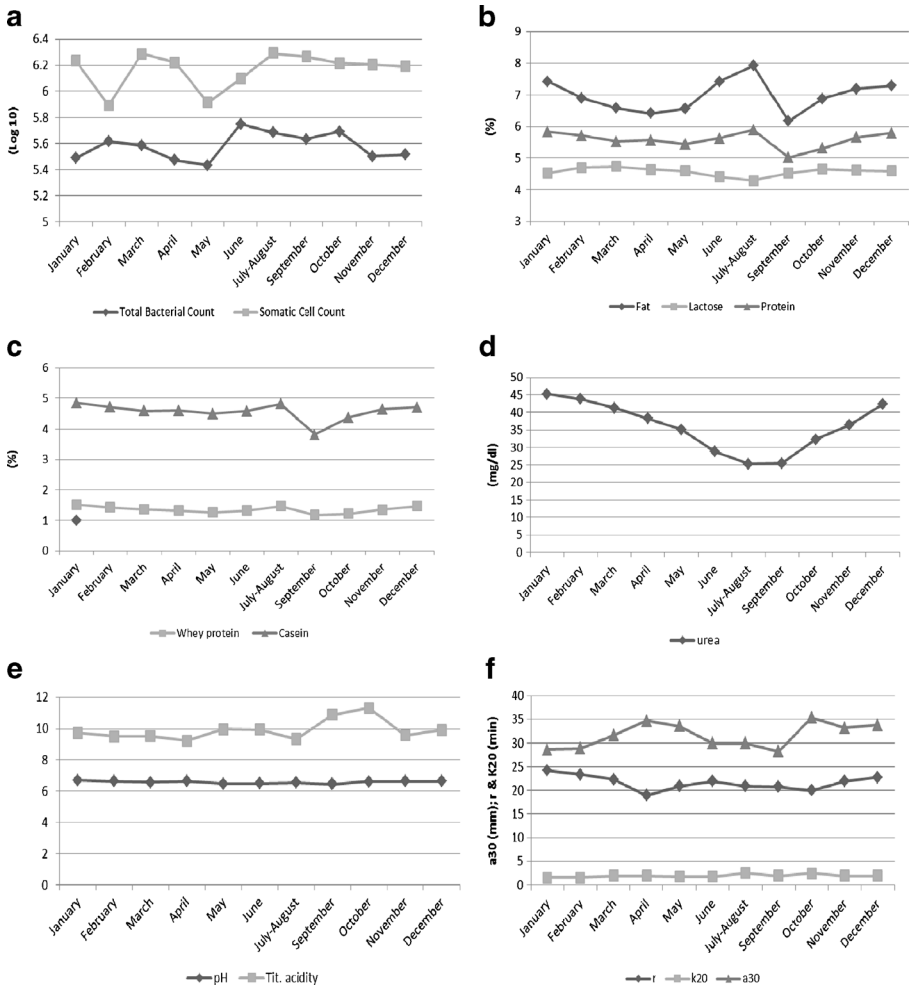 a
6.4
6.2
6
5.8
5.6
5.4
5.2
5
(Log 10)
January
February
March
April
May
June
July-August
September
October
November
December
Total Bacterial Count
Somatic Cell Count
b
9
8
7
6
5
4
3
(%)
January
February
March
April
May
June
July-August
September
October
November
December
Fat
Lactose
Protein
c
6
5
4
3
2
1
0
(%)
January
February
March
April
May
June
July-August
September
October
November
December
Whey protein
Casein
d
50
45
40
35
30
25
20
15
10
5
0
(mg/dl)
January
February
March
April
May
June
July-August
September
October
November
December
urea
e
12
10
8
6
4
2
0
January
February
March
April
May
June
July-August
September
October
November
December
pH
Tit. acidity
f
40
35
30
25
20
15
10
5
0
a30 (mm); r & K20 (min)
January
February
March
April
May
June
July-August
September
October
November
December
r
k20
a30